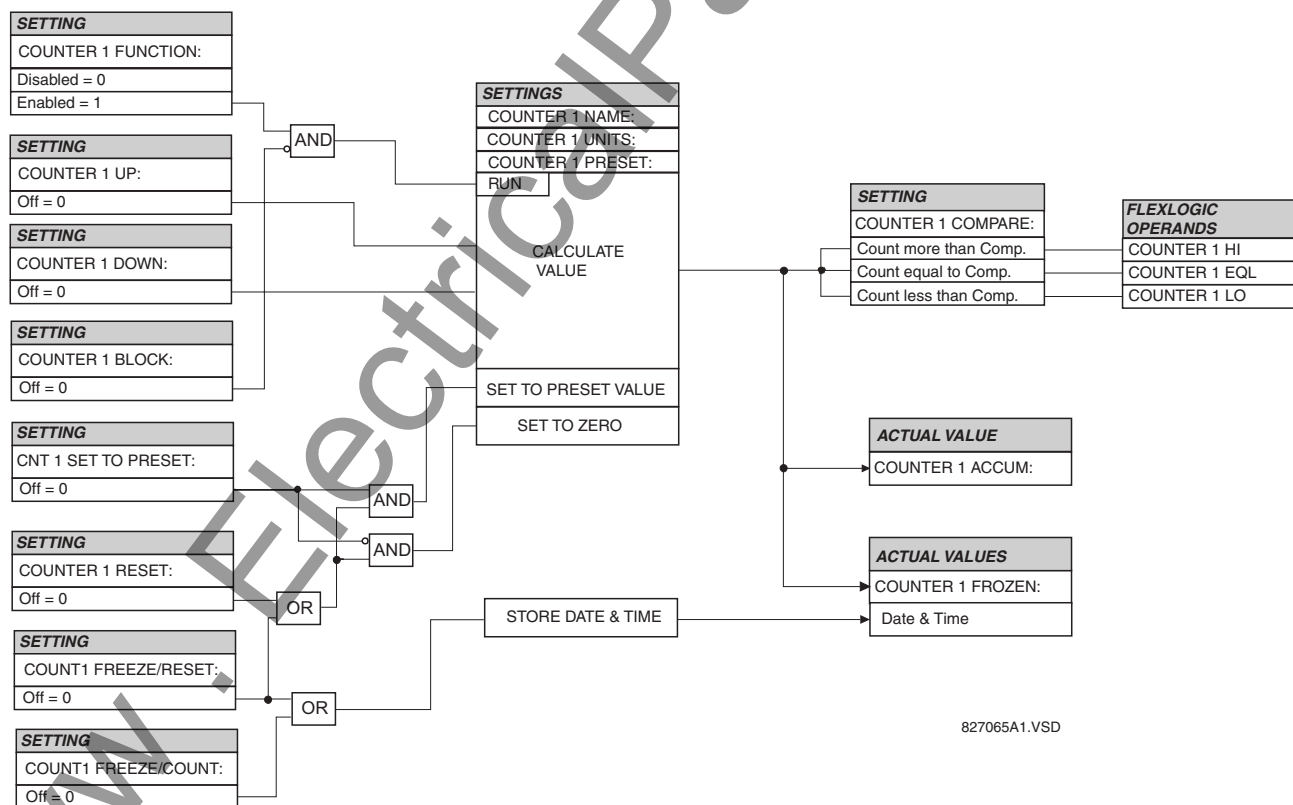 SETTING
COUNTER 1 FUNCTION:
Disabled = 0
Enabled = 1
SETTING
COUNTER 1 UP:
Off = 0
SETTING
COUNTER 1 DOWN:
Off = 0
SETTING
COUNTER 1 BLOCK:
Off = 0
SETTING
CNT 1 SET TO PRESET:
Off = 0
SETTING
COUNTER 1 RESET:
Off = 0
SETTING
COUNT1 FREEZE/RESET:
Off = 0
SETTING
COUNT1 FREEZE/COUNT:
Off = 0
AND
AND
AND
OR
OR
SETTINGS
COUNTER 1 NAME:
COUNTER 1 UNITS:
COUNTER 1 PRESET:
RUN
CALCULATE
VALUE
SET TO PRESET VALUE
SET TO ZERO
STORE DATE & TIME
SETTING
COUNTER 1 COMPARE:
Count more than Comp.
Count equal to Comp.
Count less than Comp.
FLEXLOGIC
OPERANDS
COUNTER 1 HI
COUNTER 1 EQL
COUNTER 1 LO
ACTUAL VALUE
COUNTER 1 ACCUM:
ACTUAL VALUES
COUNTER 1 FROZEN:
Date & Time
827065A1.VSD
w . ElectricalPa